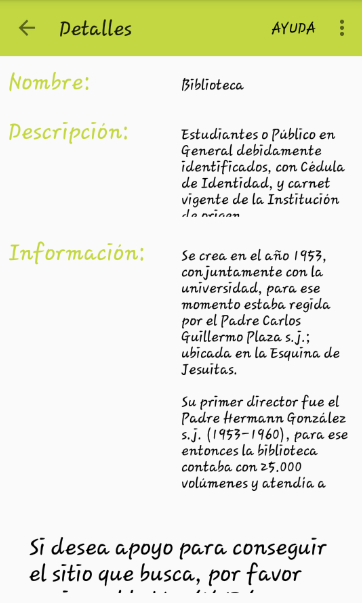 Detalles AYUDA
Nombre: Biblioteca
Descripción: Estudiantes o Público en
General debidamente
identificados, con Cédula
de Identidad, y carnet
vigente de la Institución
de origen
Información: Se crea en el año 1953,
conjuntamente con la
universidad, para ese
momento estaba regida
por el Padre Carlos
Guillermo Plaza s.j.;
ubicada en la Esquina de
Jesuitas.
Su primer director fue el
Padre Hermann González
s.j. (1953-1960), para ese
entonces la biblioteca
contaba con 25.000
volúmenes y atendía a
Si desea apoyo para conseguir
el sitio que busca, por favor